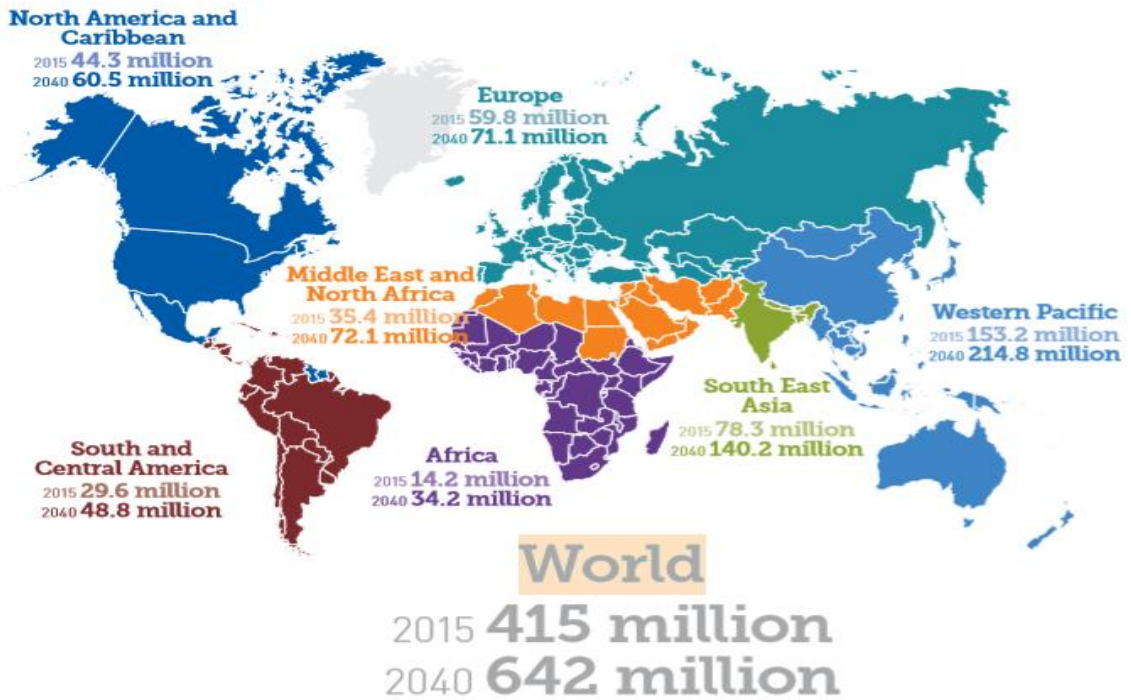 North America and
Caribbean
2015 44.3 million
2040 60.5 million
Europe
2015 59.8 million
2040 71.1 million
Middle East and
North Africa
2015 35.4 million
2040 72.1 million
Western Pacific
2015 153.2 million
2040 214.8 million
South East
Asia
2015 78.3 million
2040 140.2 million
South and
Central America
2015 29.6 million
2040 48.8 million
Africa
2015 14.2 million
2040 34.2 million
World
2015 415 million
2040 642 million